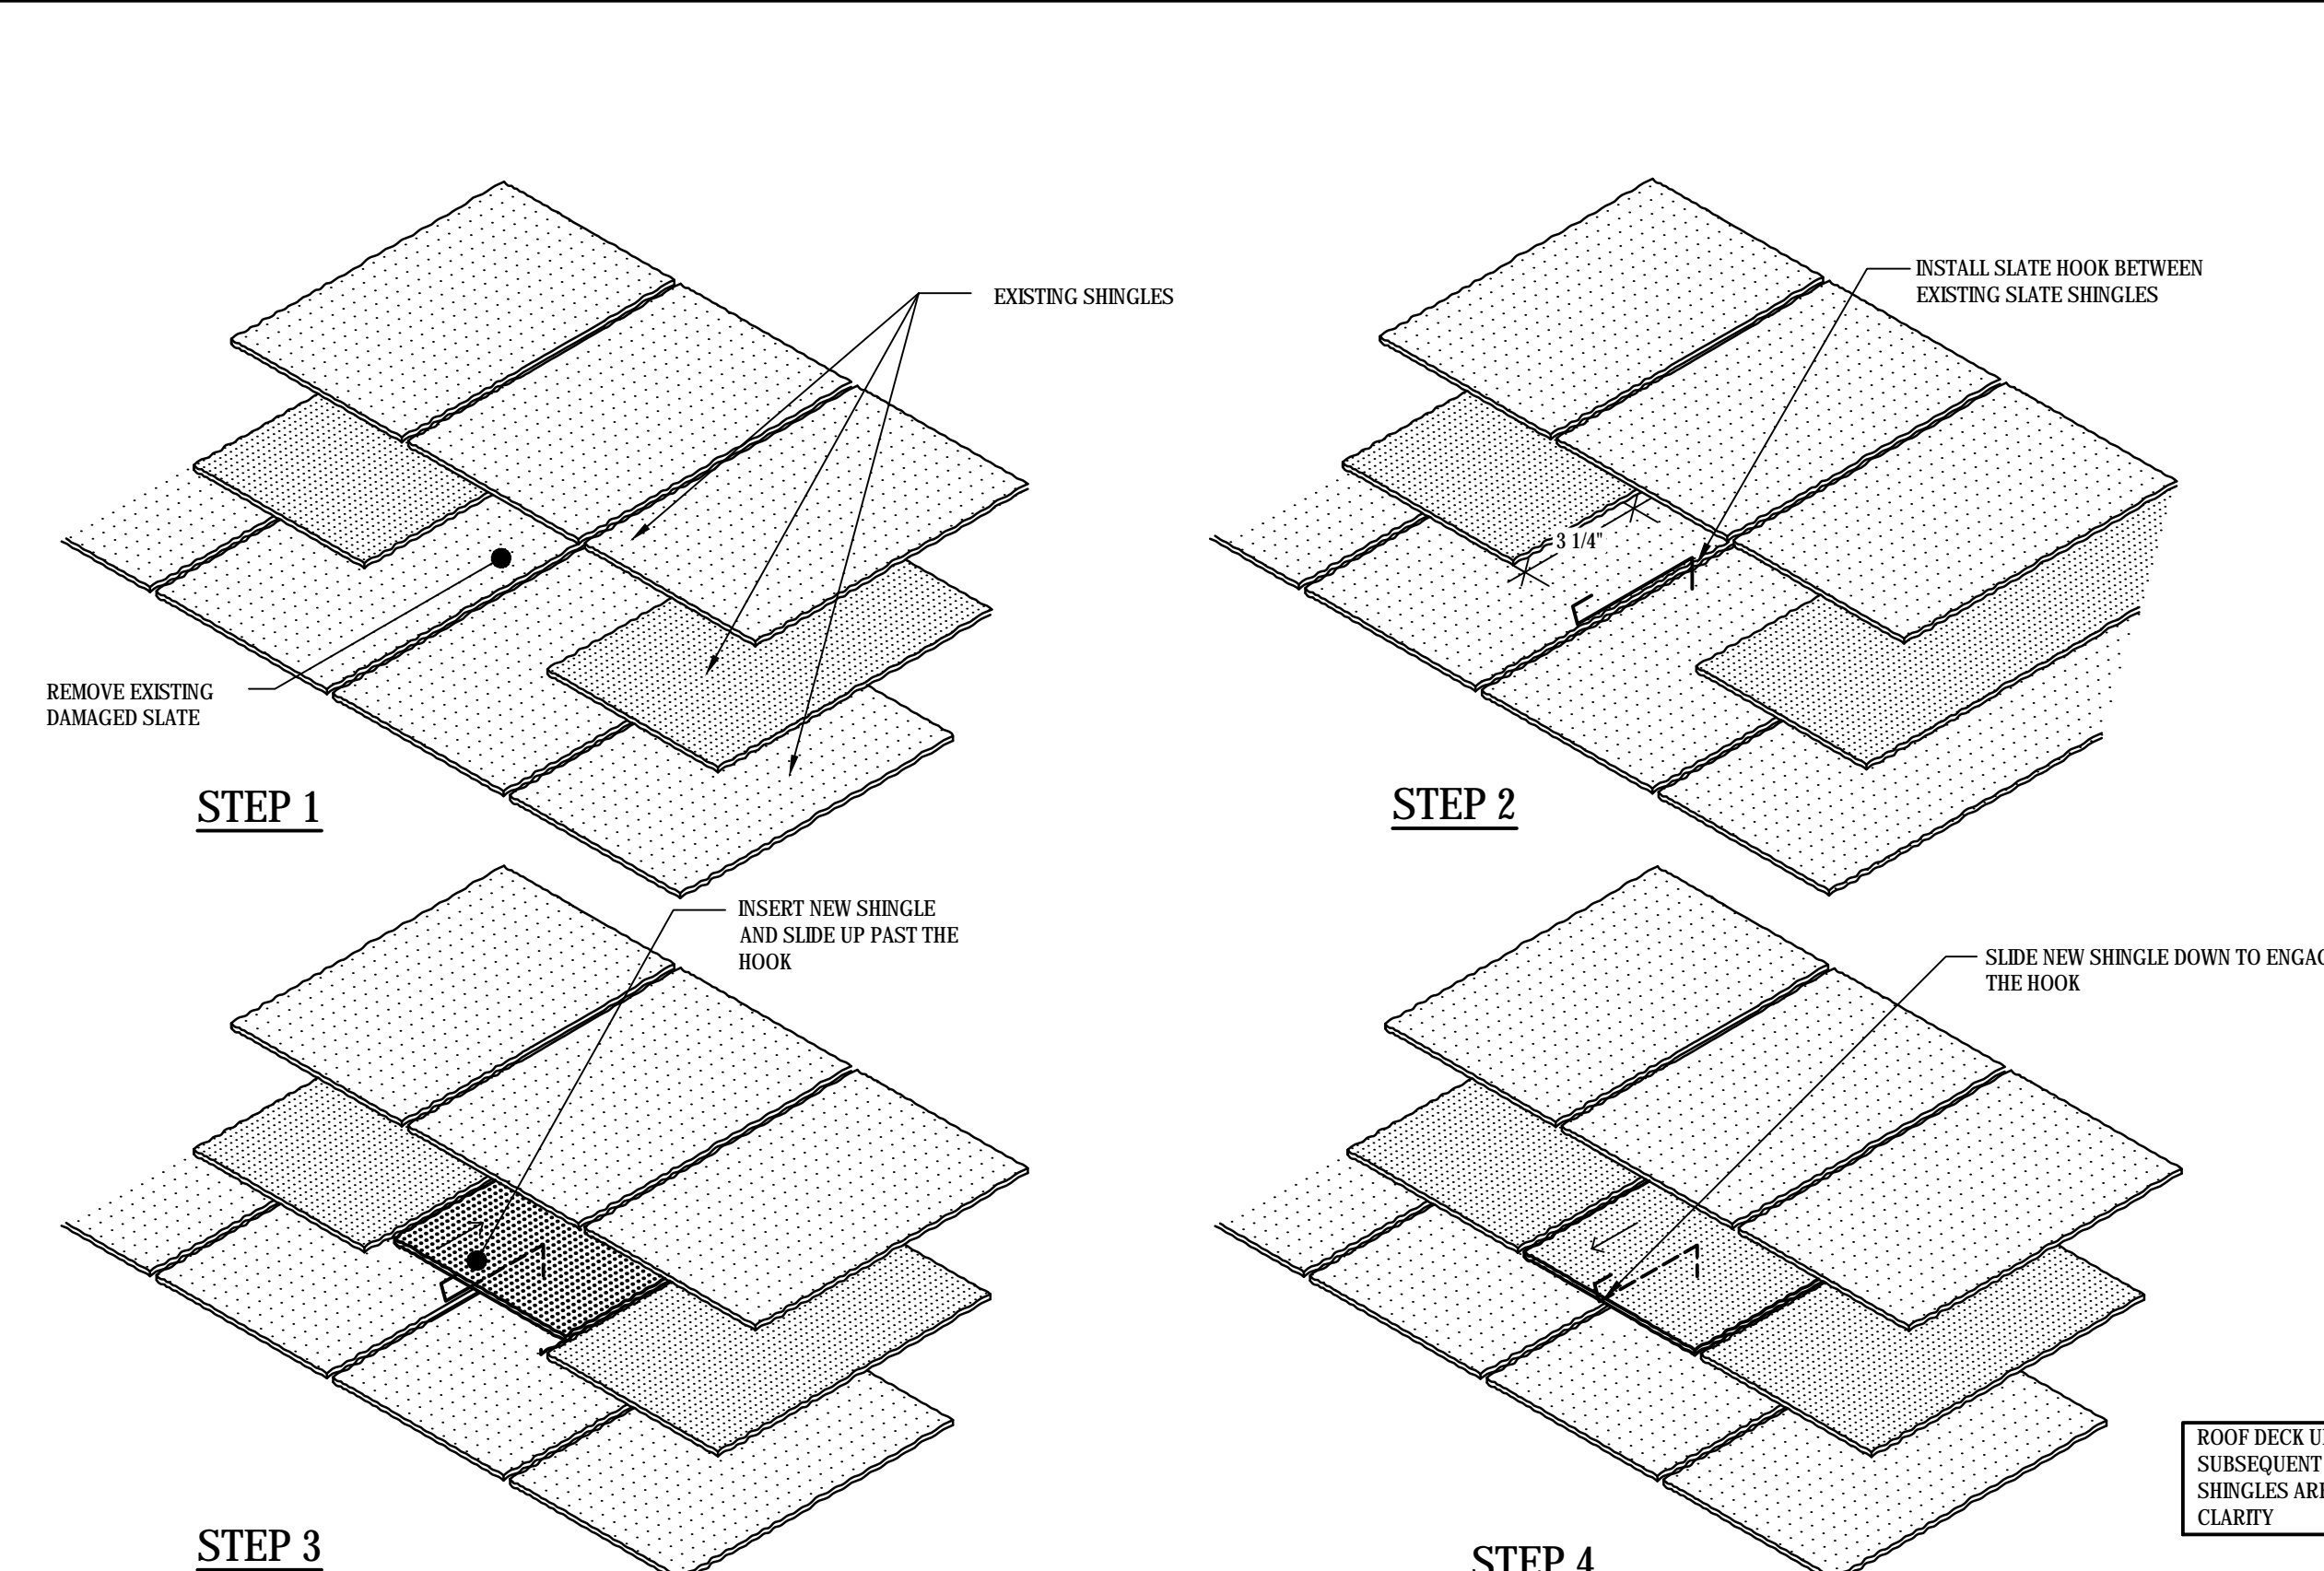 EXISTING SHINGLES
REMOVE EXISTING
DAMAGED SLATE
STEP 1
INSTALL SLATE HOOK BETWEEN
EXISTING SLATE SHINGLES
3 1/4"
STEP 2
INSERT NEW SHINGLE
AND SLIDE UP PAST THE
HOOK
STEP 3
SLIDE NEW SHINGLE DOWN TO
THE HOOK
STEP 4
ROOF DECK
SUBSEQUENT
SHINGLES
CLARITY